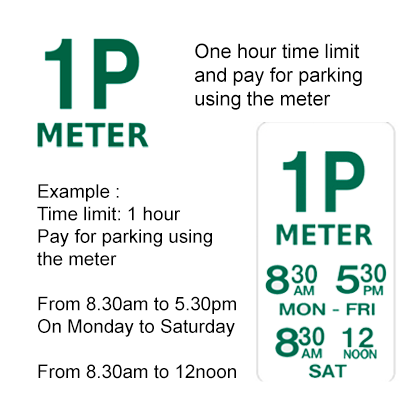 1P
METER
One hour time limit
and pay for parking
using the meter
Example :
Time limit: 1 hour
Pay for parking using
the meter
From 8.30am to 5.30pm
On Monday to Saturday
From 8.30am to 12noon
1P
METER
830 AM 530 PM
MON - FRI
830 AM 12 NOON
SAT